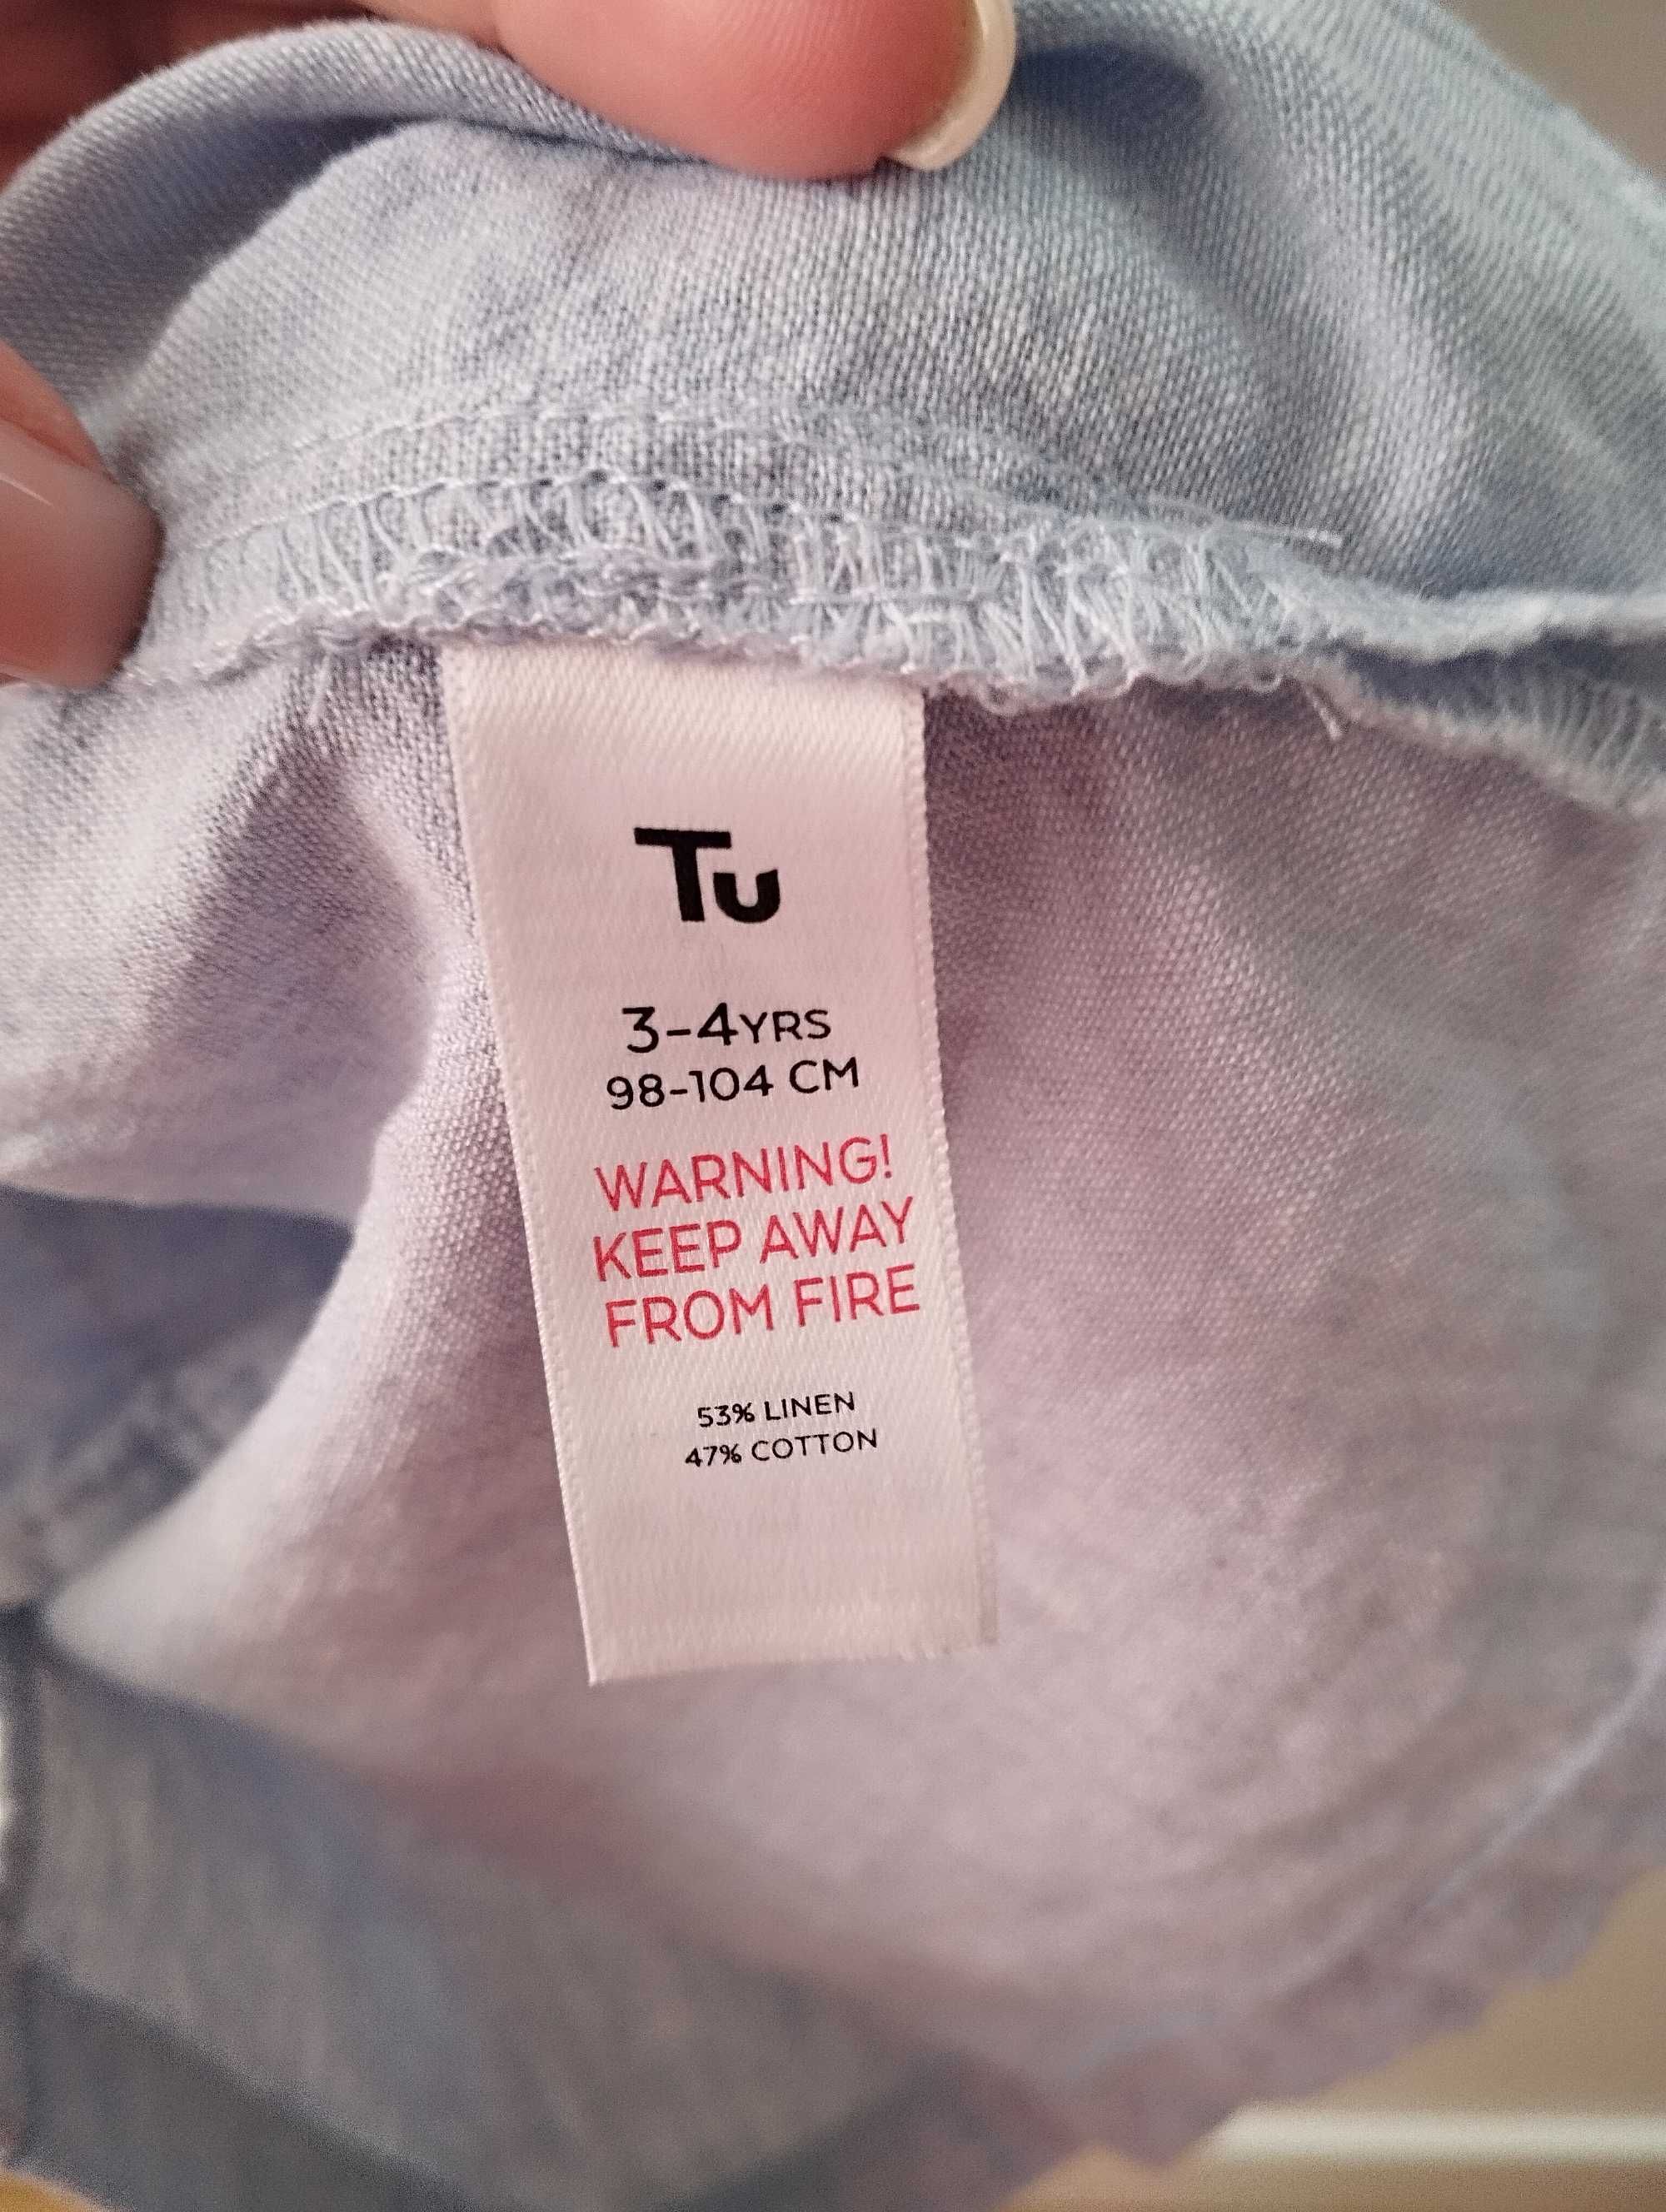 Tu
3-4YRS
98-104 CM
WARNING!
KEEP AWAY
FROM FIRE
53% LINEN
47% COTTON